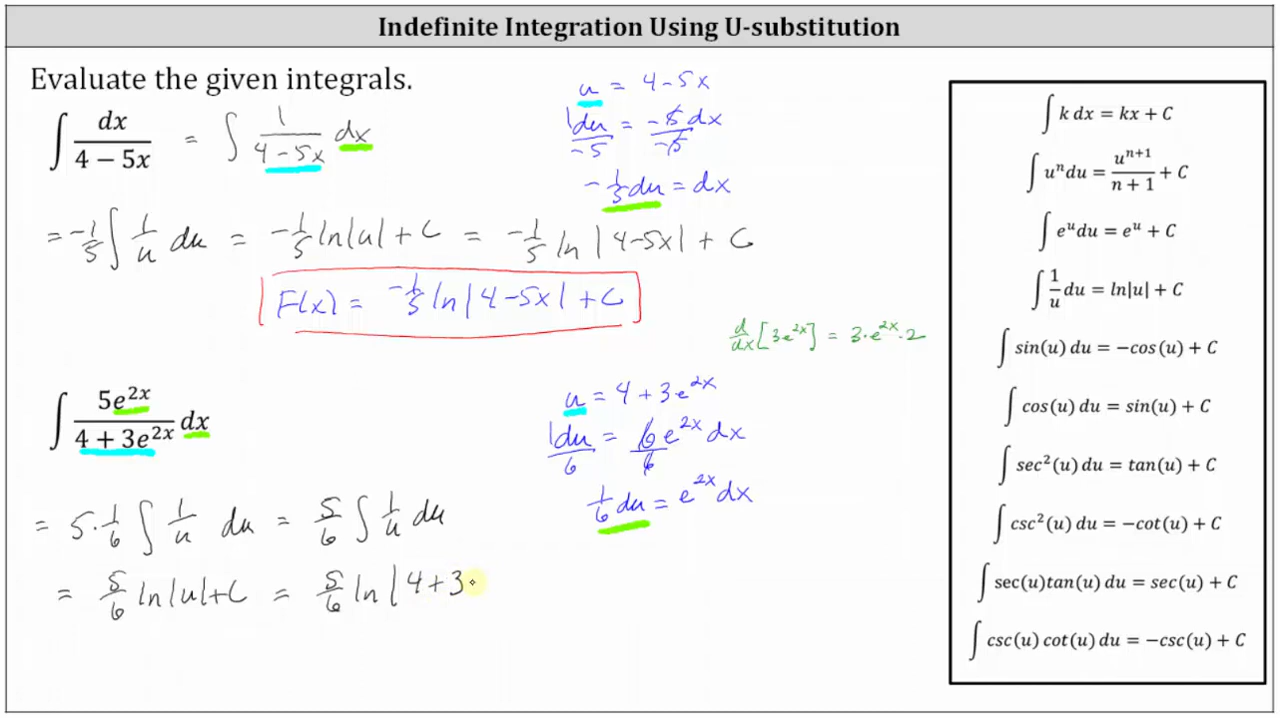 Indefinite Integration Using U-substitution
Evaluate the given integrals.
∫ dx/(4 − 5x) = ∫ 1/(4 − 5x) dx
= -1/5 ∫ 1/u du = -1/5 ln|u| + C = -1/5 ln |4-5x| + C
F(x) = -1/5 ln |4-5x| + C
u = 4-5x
1du/-5 = -5dx/-5
-1/5 du = dx
d/dx [3e^{2x}] = 3·e^{2x}·2
∫ 5e^{2x}/(4 + 3e^{2x}) dx
= 5·1/6 ∫ 1/u du = 5/6 ∫ 1/u du
= 5/6 ln|u|+C = 5/6 ln |4+3·
u = 4+3e^{2x}
1du/6 = 6e^{2x}dx/6
1/6 du = e^{2x}dx
∫ k dx = kx + C
∫ u^n du = u^{n+1}/(n + 1) + C
∫ e^u du = e^u + C
∫ 1/u du = ln|u| + C
∫ sin(u) du = −cos(u) + C
∫ cos(u) du = sin(u) + C
∫ sec²(u) du = tan(u) + C
∫ csc²(u) du = −cot(u) + C
∫ sec(u)tan(u) du = sec(u) + C
∫ csc(u) cot(u) du = −csc(u) + C